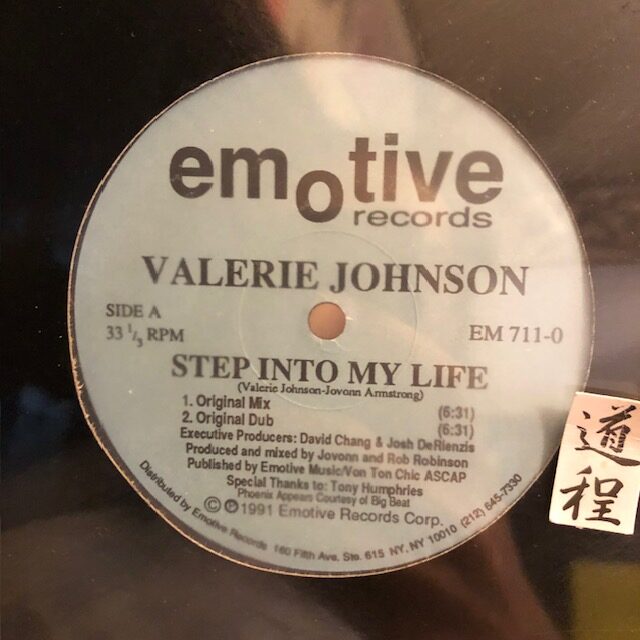 emotive
records
VALERIE JOHNSON
SIDE A
33 1/3 RPM
EM 711-0
STEP INTO MY LIFE
(Valerie Johnson-Jovonn Armstrong)
1. Original Mix (6:31)
2. Original Dub (6:31)
Executive Producers: David Chang & Josh DeRienzis
Produced and mixed by Jovonn and Rob Robinson
Published by Emotive Music/Von Ton Chic ASCAP
Special Thanks to: Tony Humphries
Phoenix Appears Courtesy of Big Beat
© ℗ 1991 Emotive Records Corp.
Distributed by Emotive Records 160 Fifth Ave. Ste. 615 NY, NY 10010 (212) 645-7330
道程